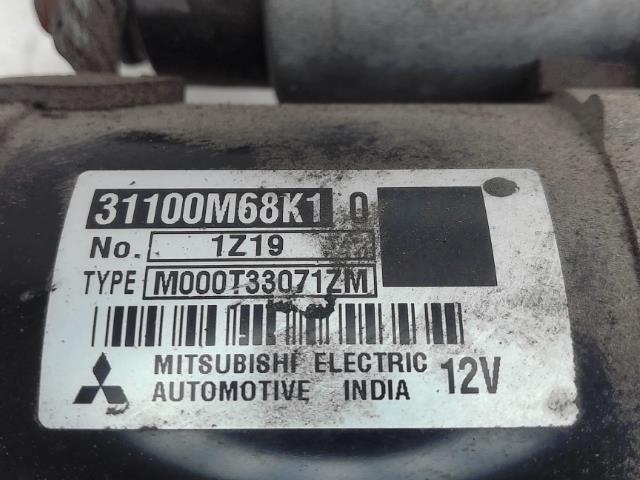 31100M68K1 0
No. 1Z19
TYPE M000T33071ZM
MITSUBISHI ELECTRIC
AUTOMOTIVE INDIA 12V